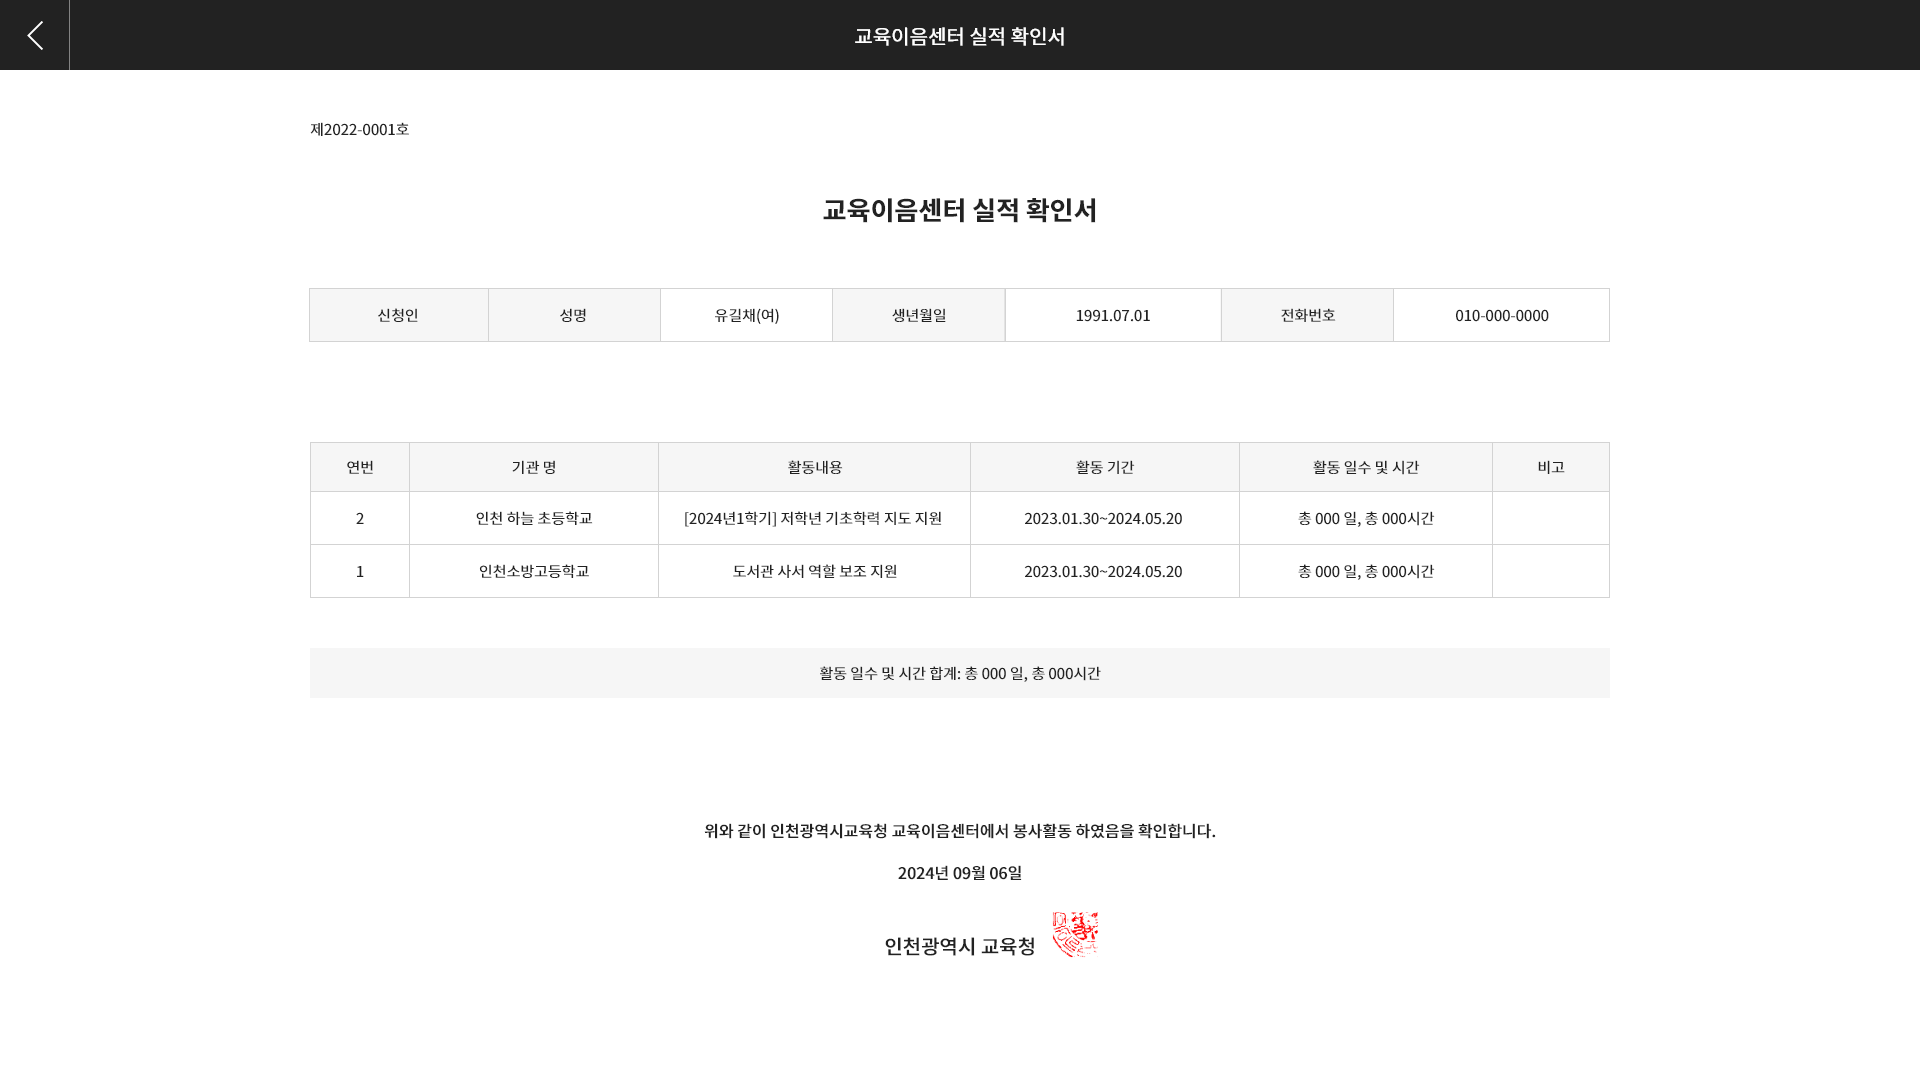 교육이음센터 실적 확인서
제2022-0001호
교육이음센터 실적 확인서
신청인 성명 유길채(여) 생년월일 1991.07.01 전화번호 010-000-0000
연번 기관 명 활동내용 활동 기간 활동 일수 및 시간 비고
2 인천 하늘 초등학교 [2024년1학기] 저학년 기초학력 지도 지원 2023.01.30~2024.05.20 총 000 일, 총 000시간
1 인천소방고등학교 도서관 사서 역할 보조 지원 2023.01.30~2024.05.20 총 000 일, 총 000시간
활동 일수 및 시간 합계: 총 000 일, 총 000시간
위와 같이 인천광역시교육청 교육이음센터에서 봉사활동 하였음을 확인합니다.
2024년 09월 06일
인천광역시 교육청